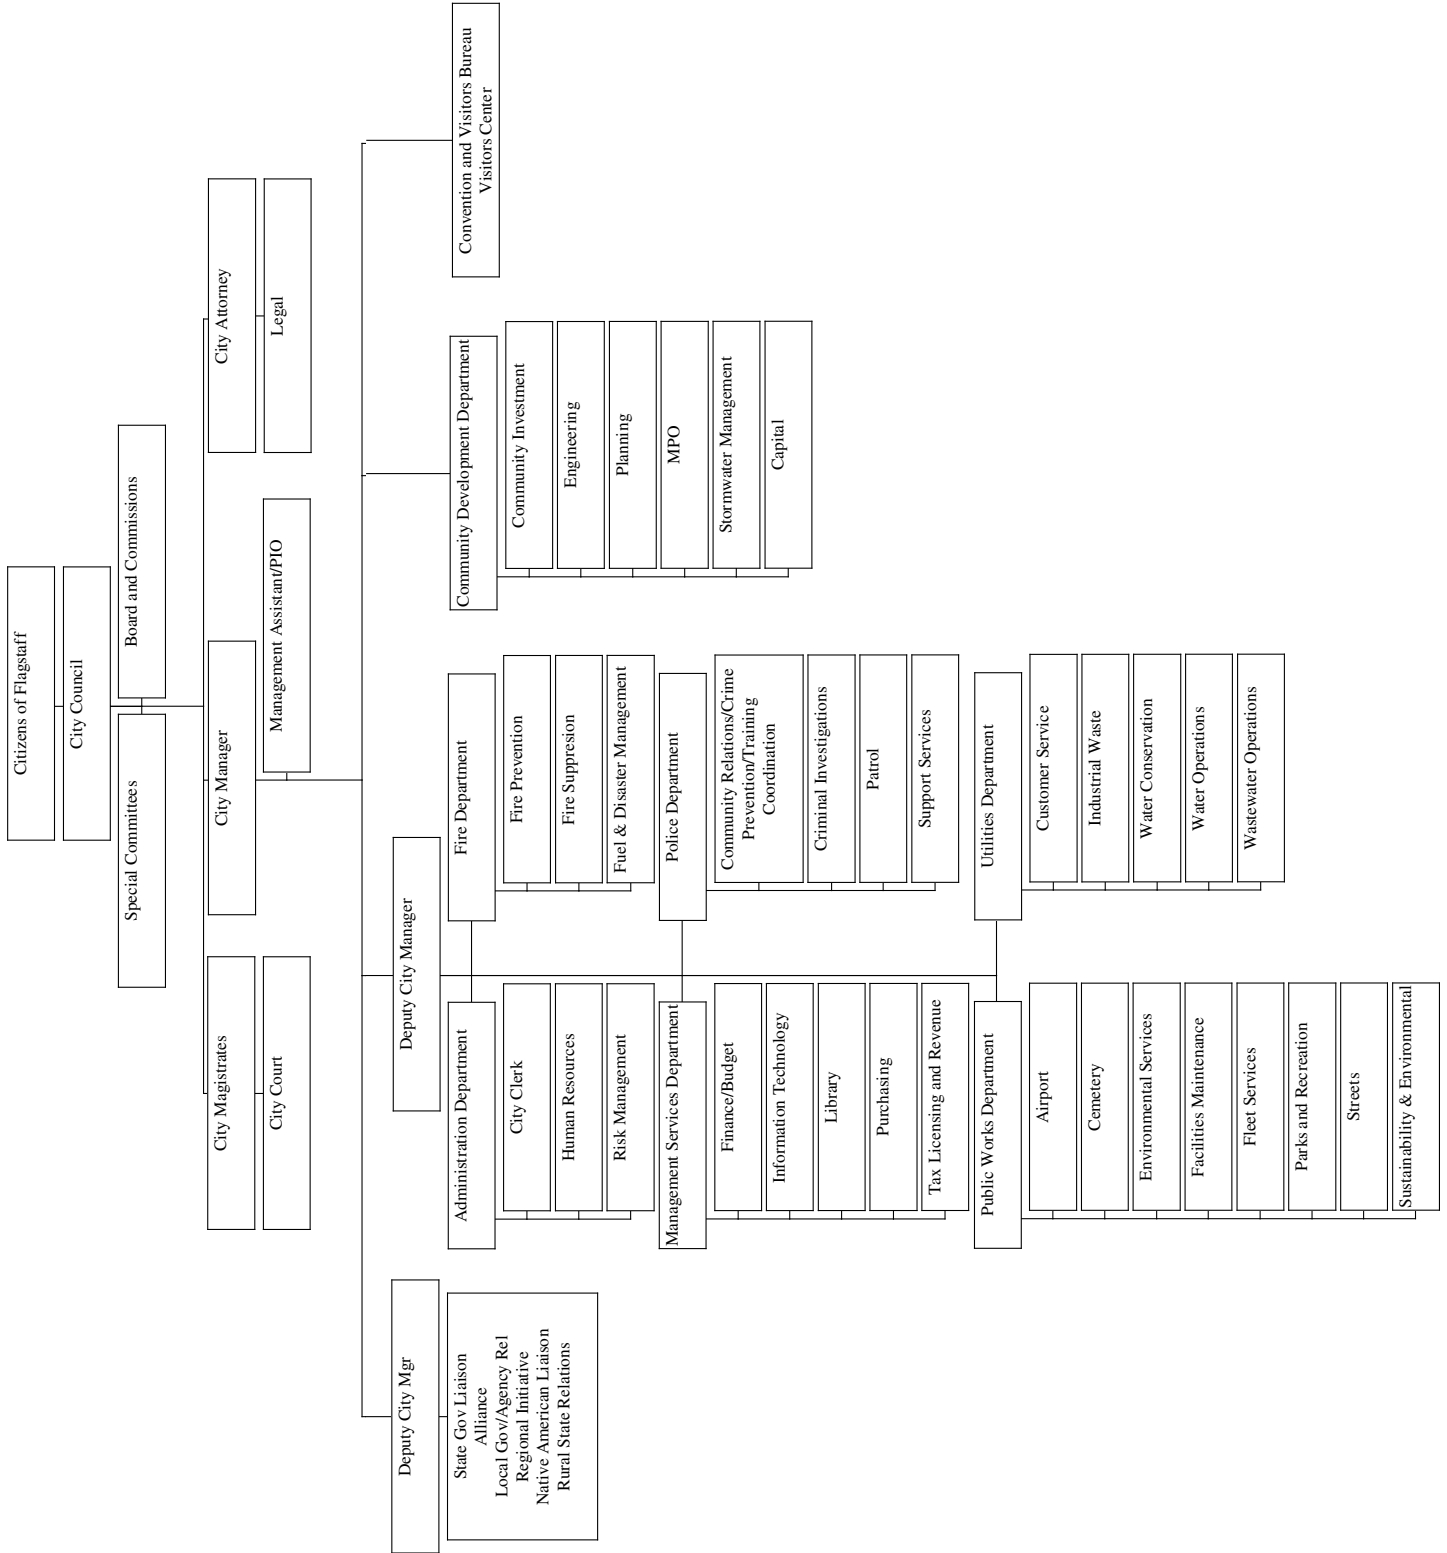 Citizens of Flagstaff
City Council
Special Committees
Board and Commissions
City Magistrates
City Court
City Manager
Management Assistant/PIO
City Attorney
Legal
Deputy City Mgr
State Gov Liaison
Alliance
Local Gov/Agency Rel
Regional Initiative
Native American Liaison
Rural State Relations
Deputy City Manager
Administration Department
City Clerk
Human Resources
Risk Management
Management Services Department
Finance/Budget
Information Technology
Library
Purchasing
Tax Licensing and Revenue
Public Works Department
Airport
Cemetery
Environmental Services
Facilities Maintenance
Fleet Services
Parks and Recreation
Streets
Sustainability & Environmental
Fire Department
Fire Prevention
Fire Suppresion
Fuel & Disaster Management
Police Department
Community Relations/Crime
Prevention/Training
Coordination
Criminal Investigations
Patrol
Support Services
Utilities Department
Customer Service
Industrial Waste
Water Conservation
Water Operations
Wastewater Operations
Community Development Department
Community Investment
Engineering
Planning
MPO
Stormwater Management
Capital
Convention and Visitors Bureau
Visitors Center